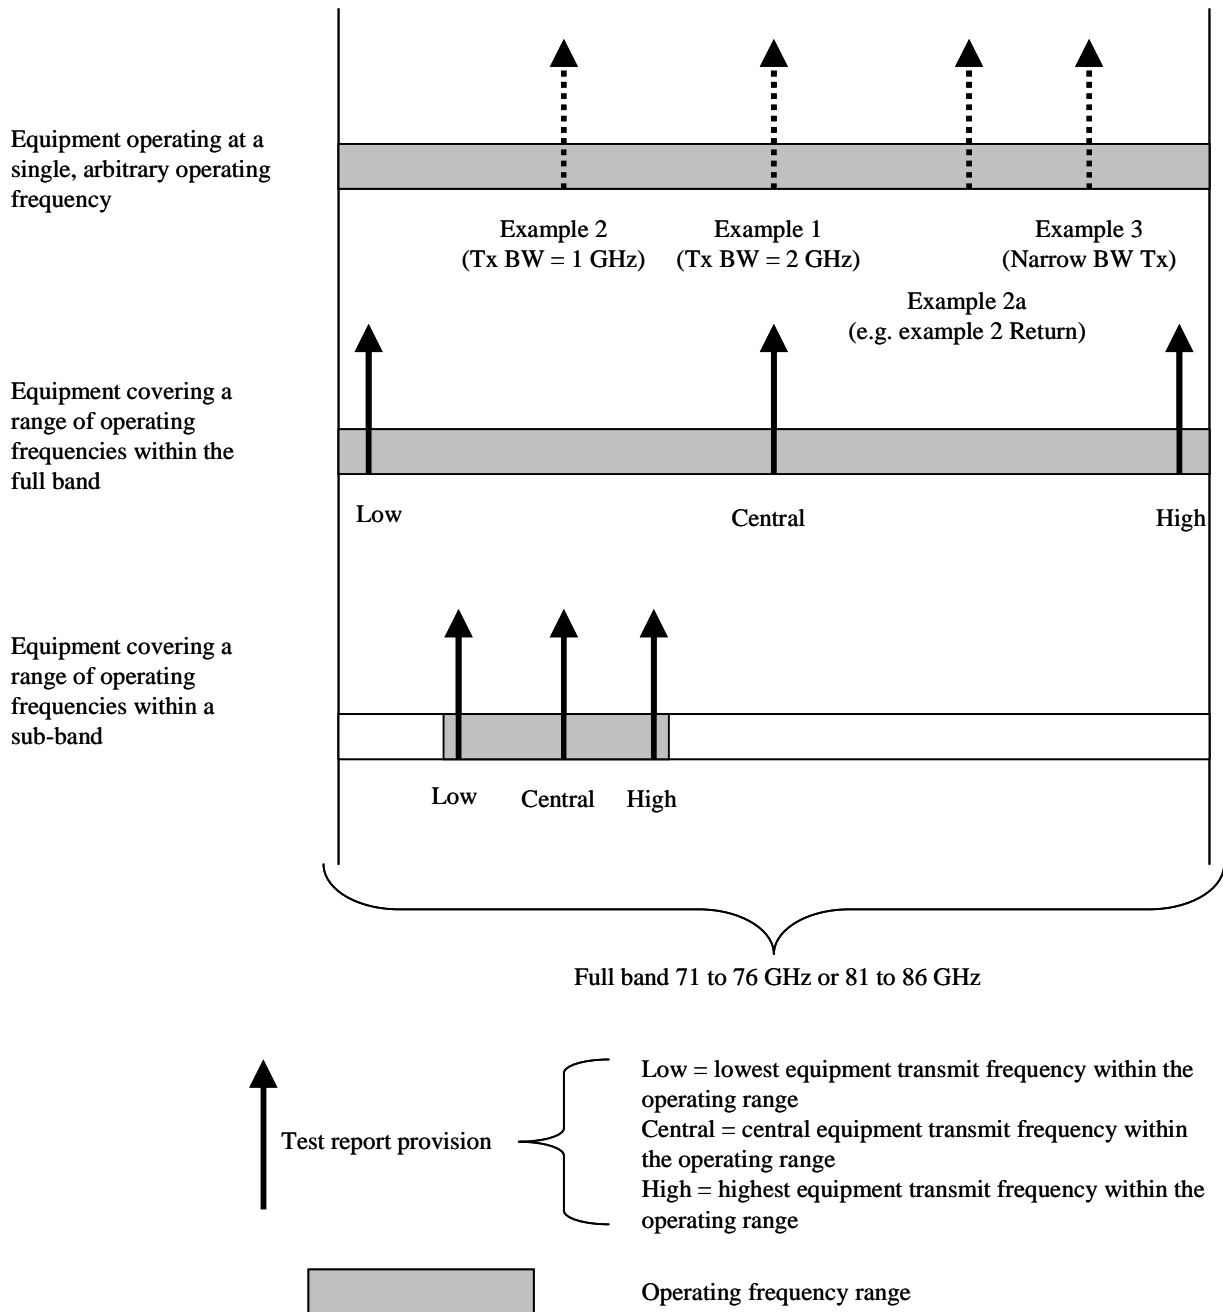 Equipment operating at a
single, arbitrary operating
frequency
Example 2
(Tx BW = 1 GHz)
Example 1
(Tx BW = 2 GHz)
Example 3
(Narrow BW Tx)
Example 2a
(e.g. example 2 Return)
Equipment covering a
range of operating
frequencies within the
full band
Low
Central
High
Equipment covering a
range of operating
frequencies within a
sub-band
Low
Central
High
Full band 71 to 76 GHz or 81 to 86 GHz
Test report provision
Low = lowest equipment transmit frequency within the
operating range
Central = central equipment transmit frequency within
the operating range
High = highest equipment transmit frequency within the
operating range
Operating frequency range